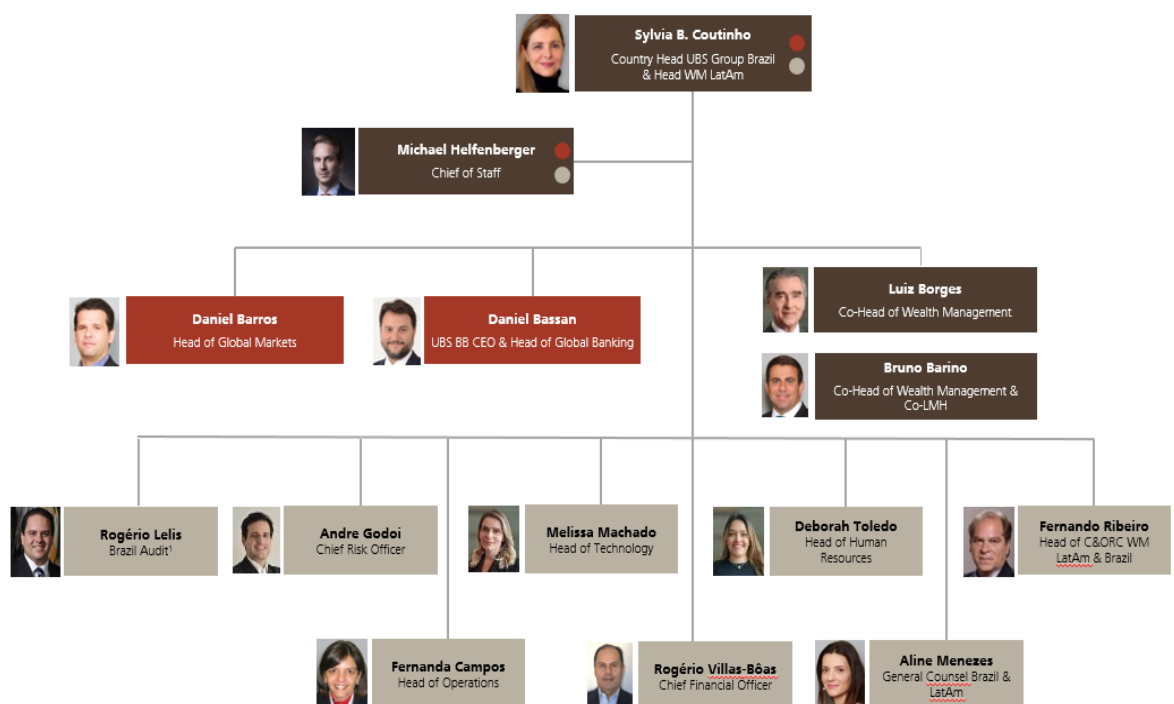 Sylvia B. Coutinho
Country Head UBS Group Brazil
& Head WM LatAm
Michael Helfenberger
Chief of Staff
Daniel Barros
Head of Global Markets
Daniel Bassan
UBS BB CEO & Head of Global Banking
Luiz Borges
Co-Head of Wealth Management
Bruno Barino
Co-Head of Wealth Management &
Co-LMH
Rogério Lelis
Brazil Audit¹
Andre Godoi
Chief Risk Officer
Melissa Machado
Head of Technology
Deborah Toledo
Head of Human
Resources
Fernando Ribeiro
Head of C&ORC WM
LatAm & Brazil
Fernanda Campos
Head of Operations
Rogério Villas-Bôas
Chief Financial Officer
Aline Menezes
General Counsel Brazil &
LatAm